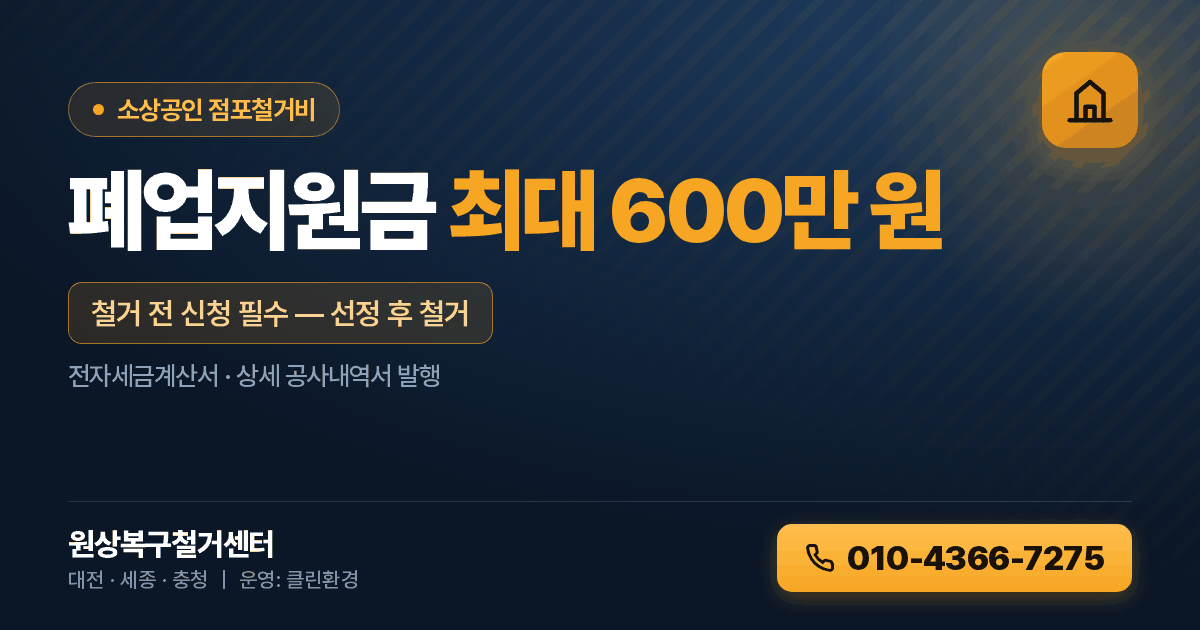 소상공인 점포철거비
폐업지원금 최대 600만 원
철거 전 신청 필수 — 선정 후 철거
전자세금계산서 · 상세 공사내역서 발행
원상복구철거센터
대전 · 세종 · 충청 | 운영: 클린환경
010-4366-7275